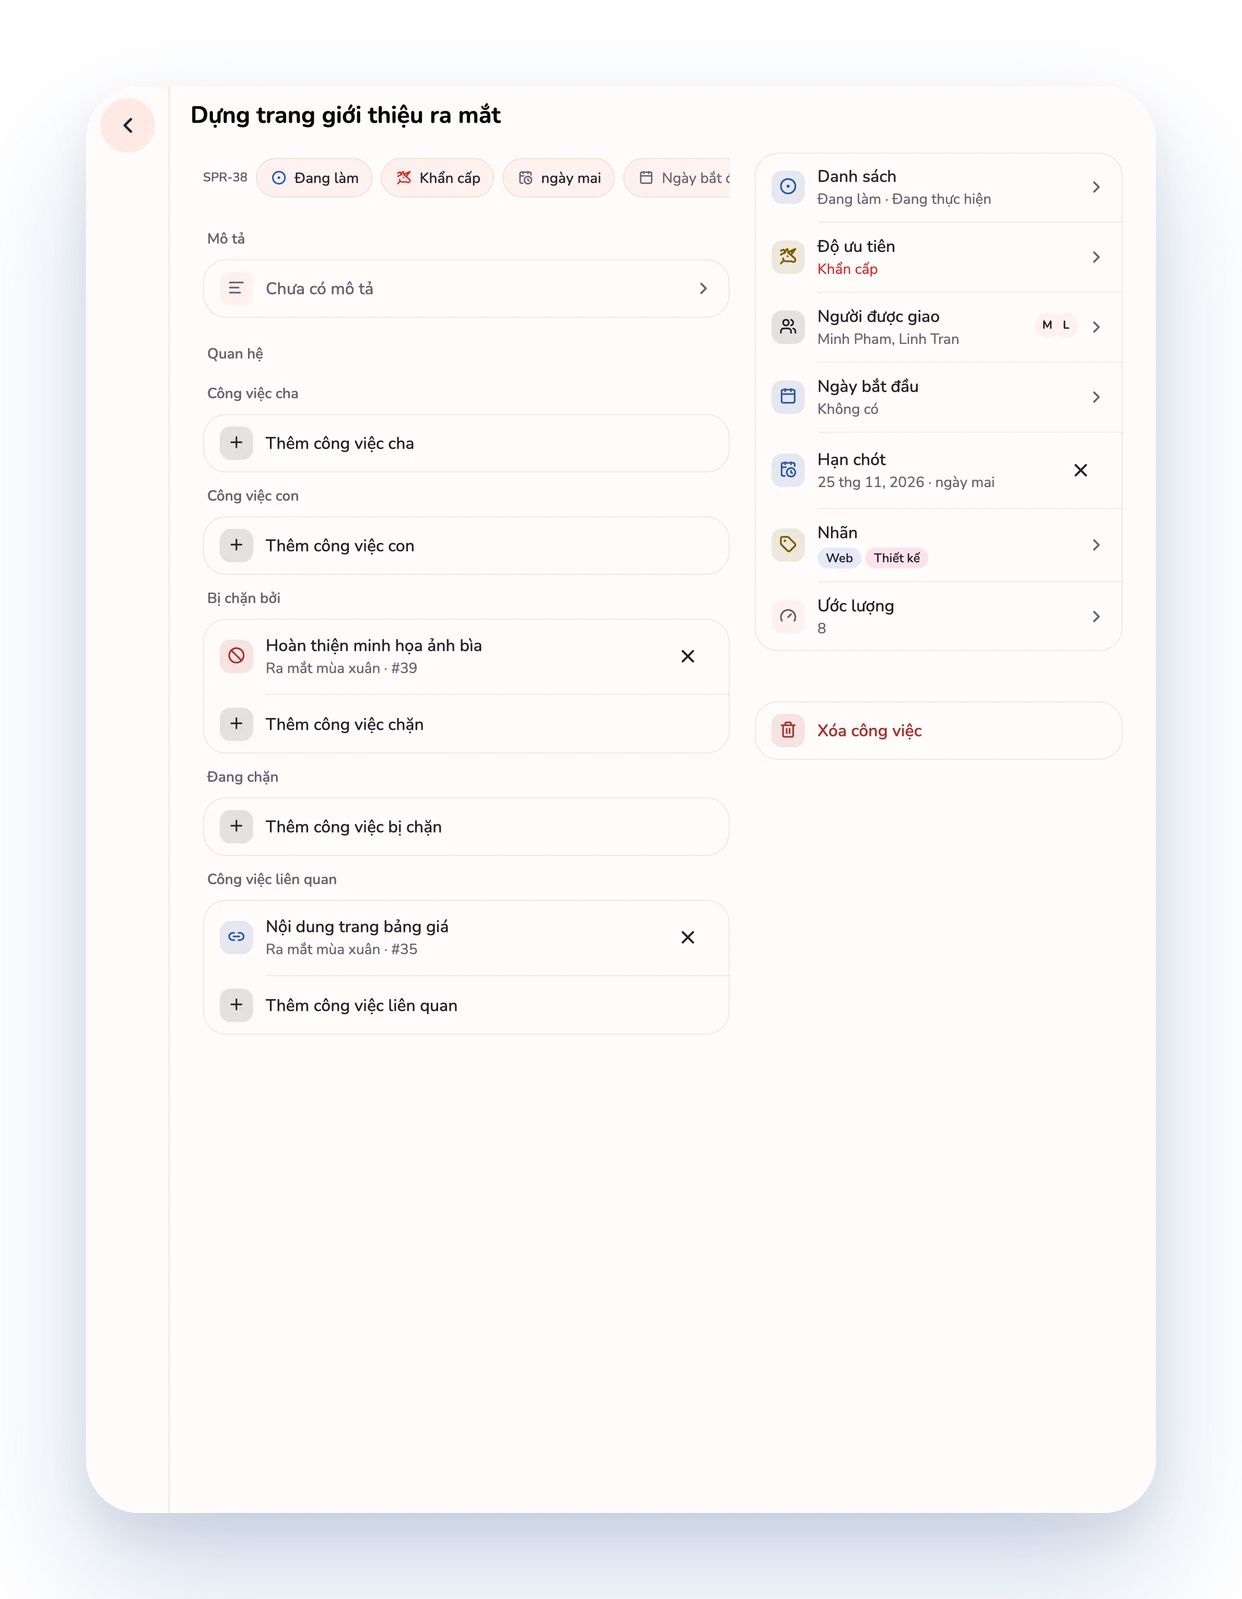 Dựng trang giới thiệu ra mắt
SPR-38
Đang làm
Khẩn cấp
ngày mai
Ngày bắt
Mô tả
Chưa có mô tả
Quan hệ
Công việc cha
Thêm công việc cha
Công việc con
Thêm công việc con
Bị chặn bởi
Hoàn thiện minh họa ảnh bìa
Ra mắt mùa xuân · #39
Thêm công việc chặn
Đang chặn
Thêm công việc bị chặn
Công việc liên quan
Nội dung trang bảng giá
Ra mắt mùa xuân · #35
Thêm công việc liên quan
Danh sách
Đang làm · Đang thực hiện
Độ ưu tiên
Khẩn cấp
Người được giao
Minh Pham, Linh Tran
M L
Ngày bắt đầu
Không có
Hạn chót
25 thg 11, 2026 · ngày mai
Nhãn
Web
Thiết kế
Ước lượng
8
Xóa công việc